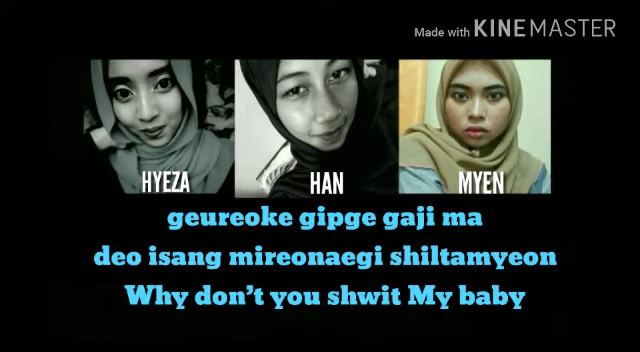 Made with KINEMASTER
HYEZA HAN MYEN
geureoke gipge gaji ma
deo isang mireonaegi shiltamyeon
Why don't you shwit My baby